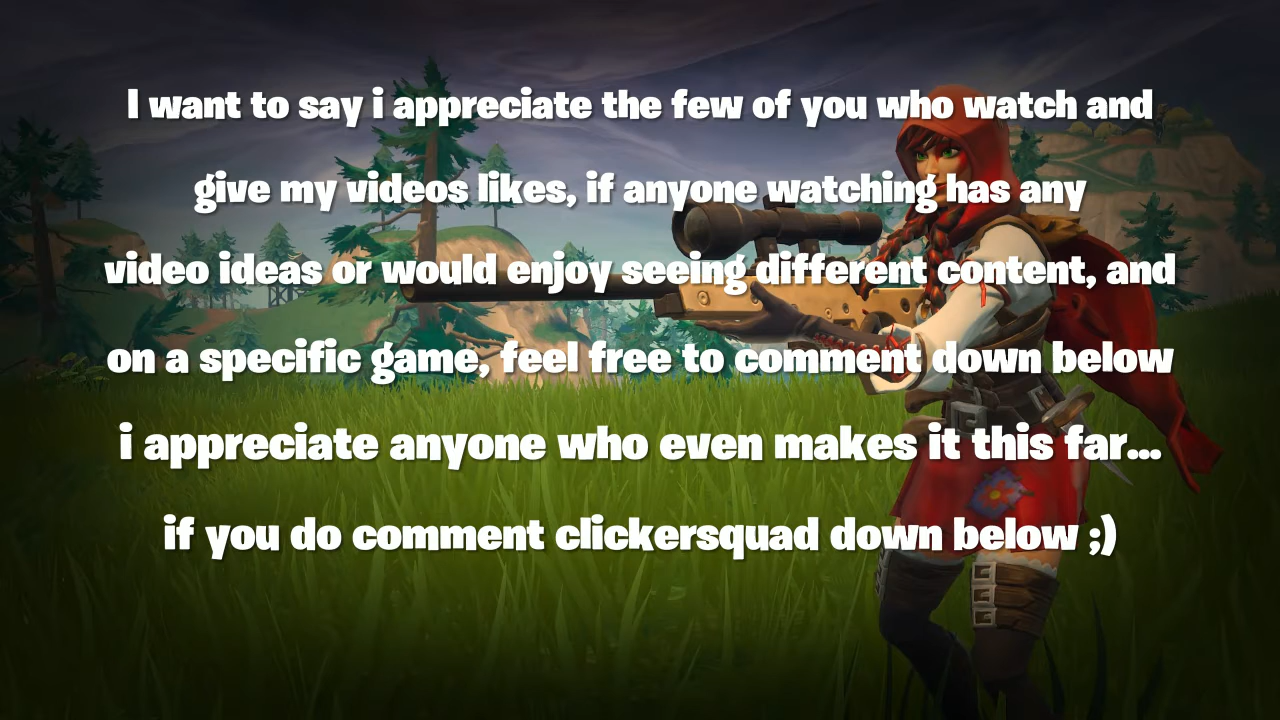 I want to say i appreciate the few of you who watch and
give my videos likes, if anyone watching has any
video ideas or would enjoy seeing different content, and
on a specific game, feel free to comment down below
i appreciate anyone who even makes it this far...
if you do comment clickersquad down below ;)